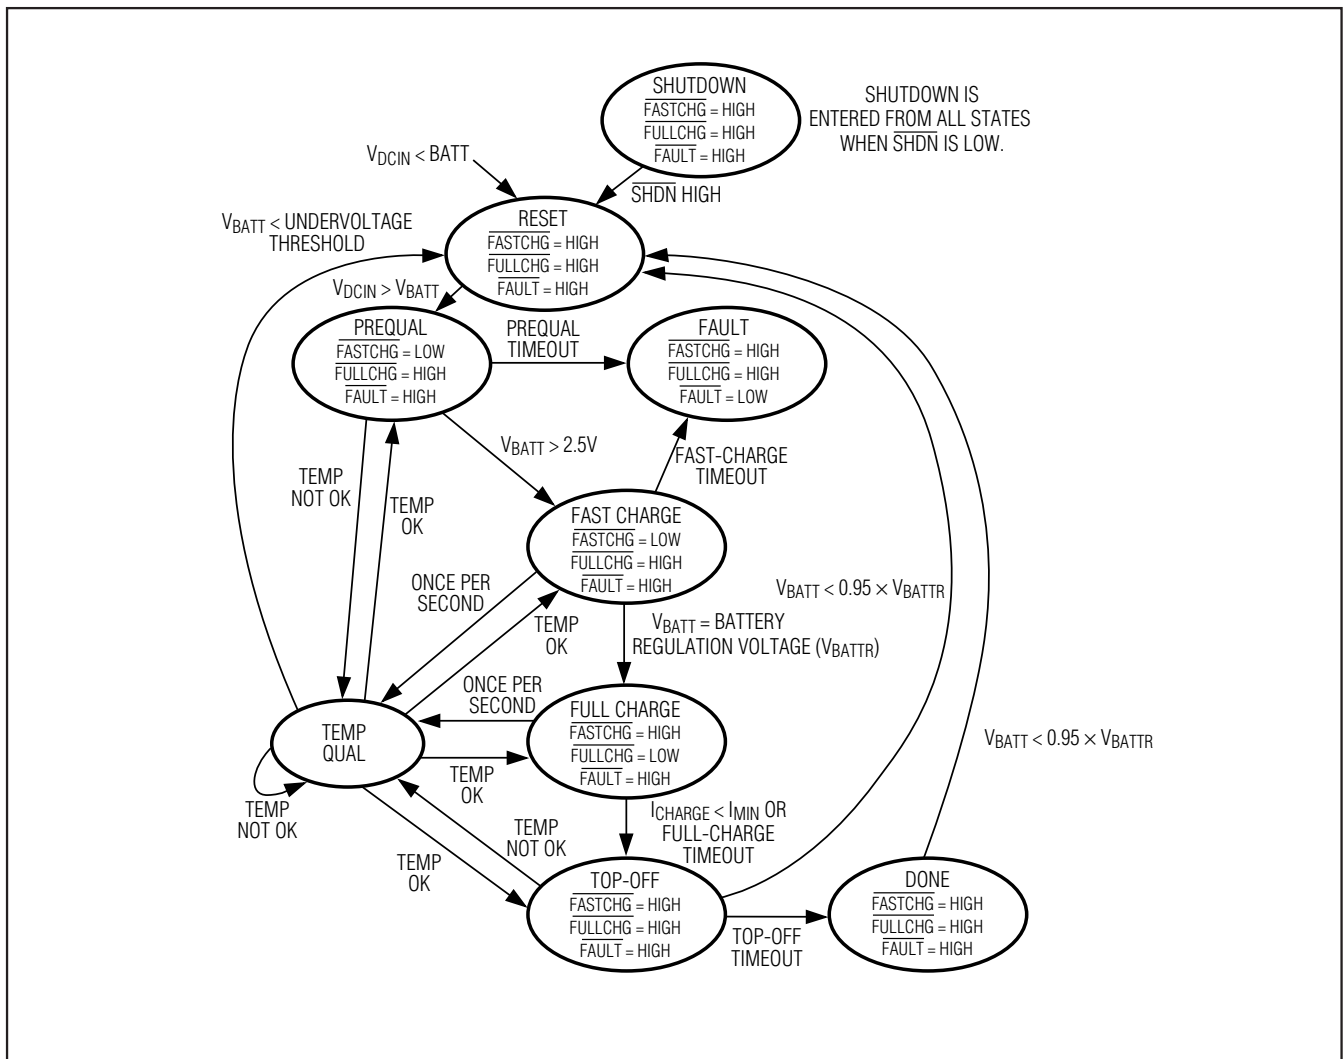 SHUTDOWN
FASTCHG = HIGH
FULLCHG = HIGH
FAULT = HIGH
SHUTDOWN IS
ENTERED FROM ALL STATES
WHEN SHDN IS LOW.
VDCIN < BATT
SHDN HIGH
RESET
FASTCHG = HIGH
FULLCHG = HIGH
FAULT = HIGH
VBATT < UNDERVOLTAGE
THRESHOLD
VDCIN > VBATT
PREQUAL
FASTCHG = LOW
FULLCHG = HIGH
FAULT = HIGH
PREQUAL
TIMEOUT
FAULT
FASTCHG = HIGH
FULLCHG = HIGH
FAULT = LOW
VBATT > 2.5V
FAST-CHARGE
TIMEOUT
TEMP
NOT OK
TEMP
OK
FAST CHARGE
FASTCHG = LOW
FULLCHG = HIGH
FAULT = HIGH
ONCE PER
SECOND
TEMP
OK
VBATT = BATTERY
REGULATION VOLTAGE (VBATTR)
VBATT < 0.95 × VBATTR
ONCE PER
SECOND
FULL CHARGE
FASTCHG = HIGH
FULLCHG = LOW
FAULT = HIGH
TEMP
QUAL
VBATT < 0.95 × VBATTR
TEMP
OK
TEMP
NOT OK
TEMP
NOT OK
ICHARGE < IMIN OR
FULL-CHARGE
TIMEOUT
TEMP
OK
TOP-OFF
FASTCHG = HIGH
FULLCHG = HIGH
FAULT = HIGH
TOP-OFF
TIMEOUT
DONE
FASTCHG = HIGH
FULLCHG = HIGH
FAULT = HIGH